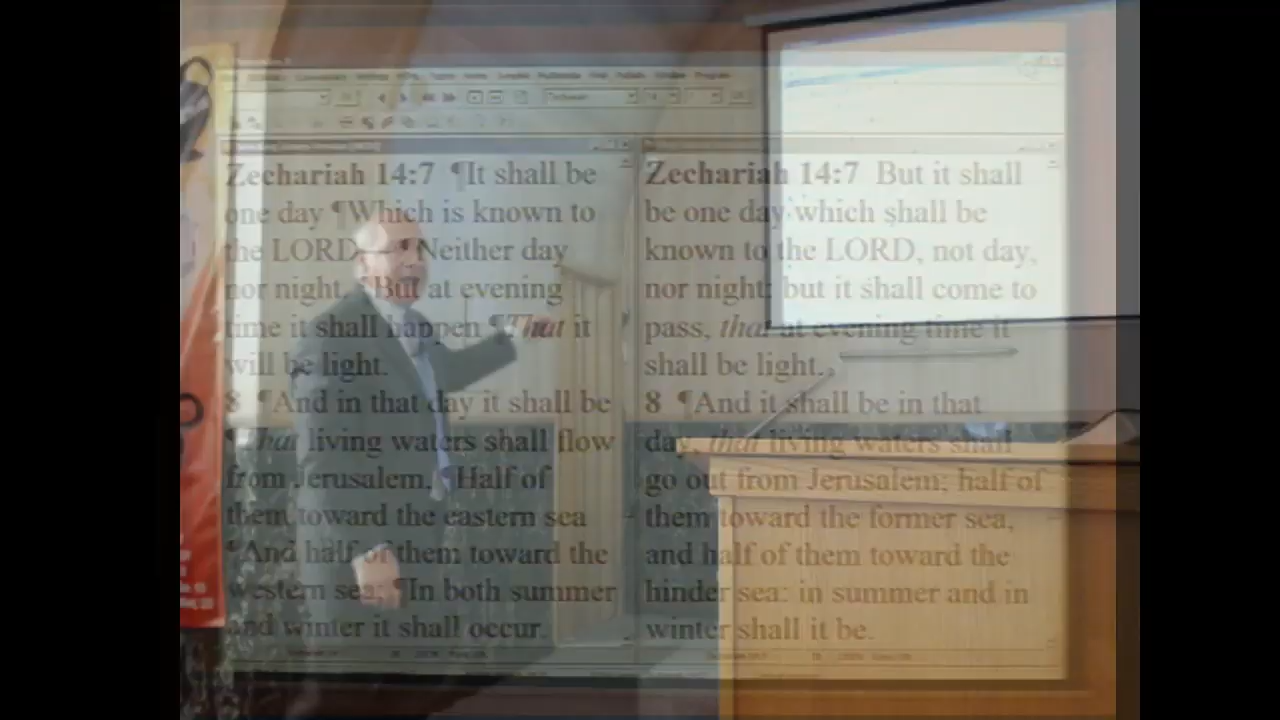 Zechariah 14:7 ¶It shall be
one day ¶Which is known to
the LORD— ¶Neither day
nor night. ¶But at evening
time it shall happen ¶That it
will be light.
8 ¶And in that day it shall be
¶That living waters shall flow
from Jerusalem, ¶Half of
them toward the eastern sea
¶And half of them toward the
western sea; ¶In both summer
and winter it shall occur.
Zechariah 14:7 But it shall
be one day which shall be
known to the LORD, not day,
nor night: but it shall come to
pass, that at evening time it
shall be light.
8 ¶And it shall be in that
day, that living waters shall
go out from Jerusalem; half of
them toward the former sea,
and half of them toward the
hinder sea: in summer and in
winter shall it be.